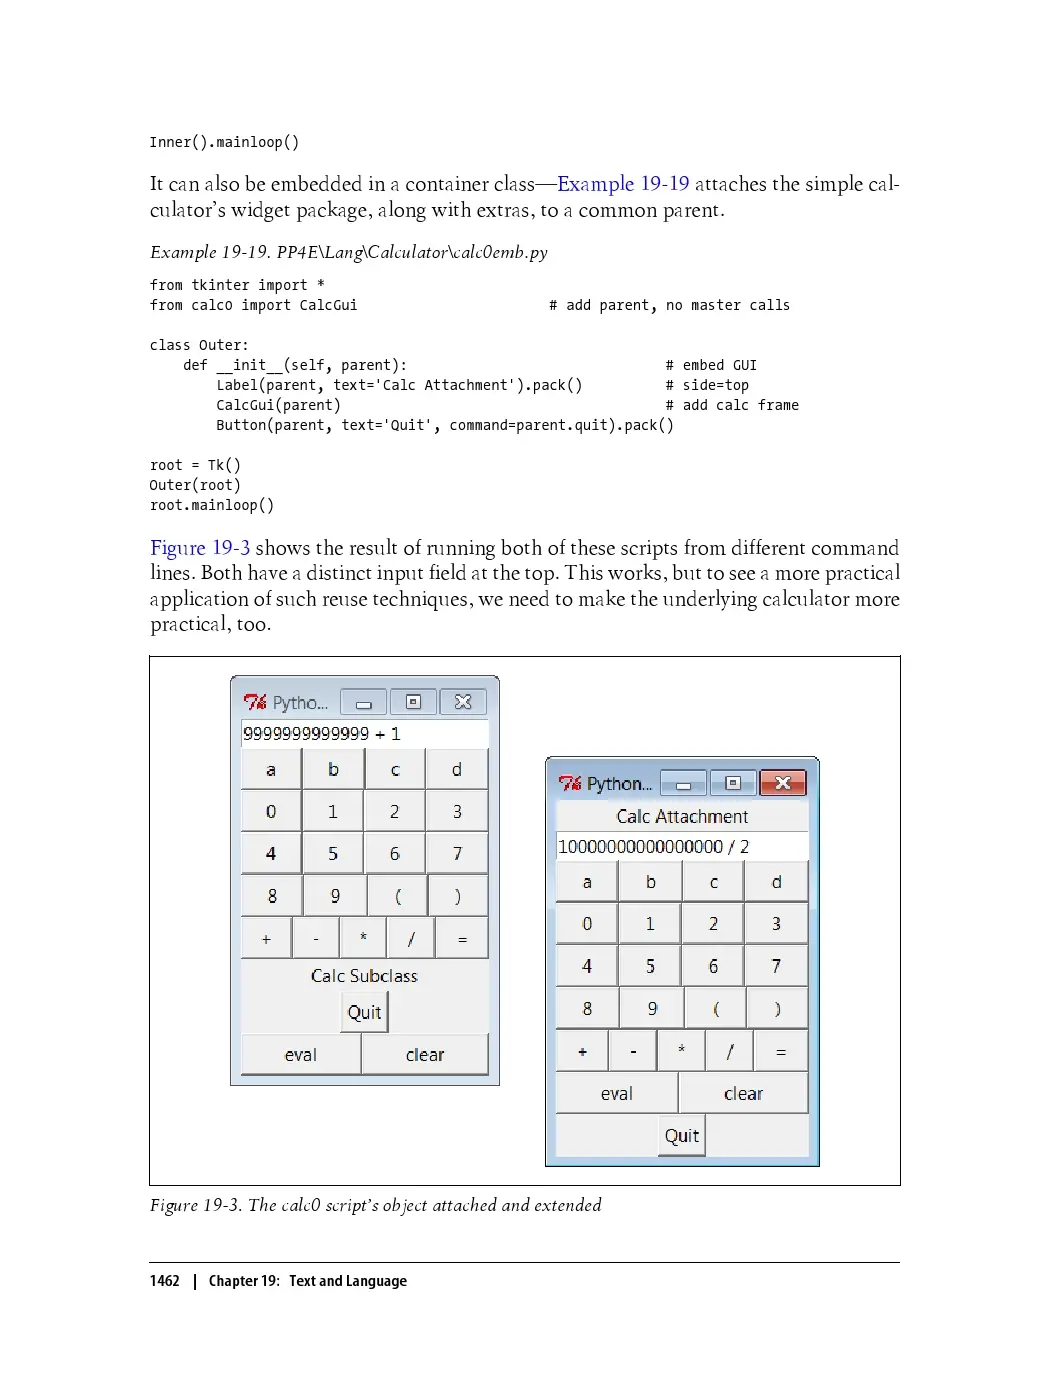 Inner().mainloop()
It can also be embedded in a container class—Example 19-19 attaches the simple cal-
culator’s widget package, along with extras, to a common parent.
Example 19-19. PP4E\Lang\Calculator\calc0emb.py
from tkinter import *
from calc0 import CalcGui                       # add parent, no master calls
class Outer:
    def __init__(self, parent):                               # embed GUI
        Label(parent, text='Calc Attachment').pack()          # side=top
        CalcGui(parent)                                       # add calc frame
        Button(parent, text='Quit', command=parent.quit).pack()
root = Tk()
Outer(root)
root.mainloop()
Figure 19-3 shows the result of running both of these scripts from different command
lines. Both have a distinct input field at the top. This works, but to see a more practical
application of such reuse techniques, we need to make the underlying calculator more
practical, too.
Pytho...
9999999999999 + 1
a b c d
0 1 2 3
4 5 6 7
8 9 ( )
+ - * / =
Calc Subclass
Quit
eval clear
Python...
Calc Attachment
10000000000000000 / 2
a b c d
0 1 2 3
4 5 6 7
8 9 ( )
+ - * / =
eval clear
Quit
Figure 19-3. The calc0 script’s object attached and extended
1462 | Chapter 19: Text and Language